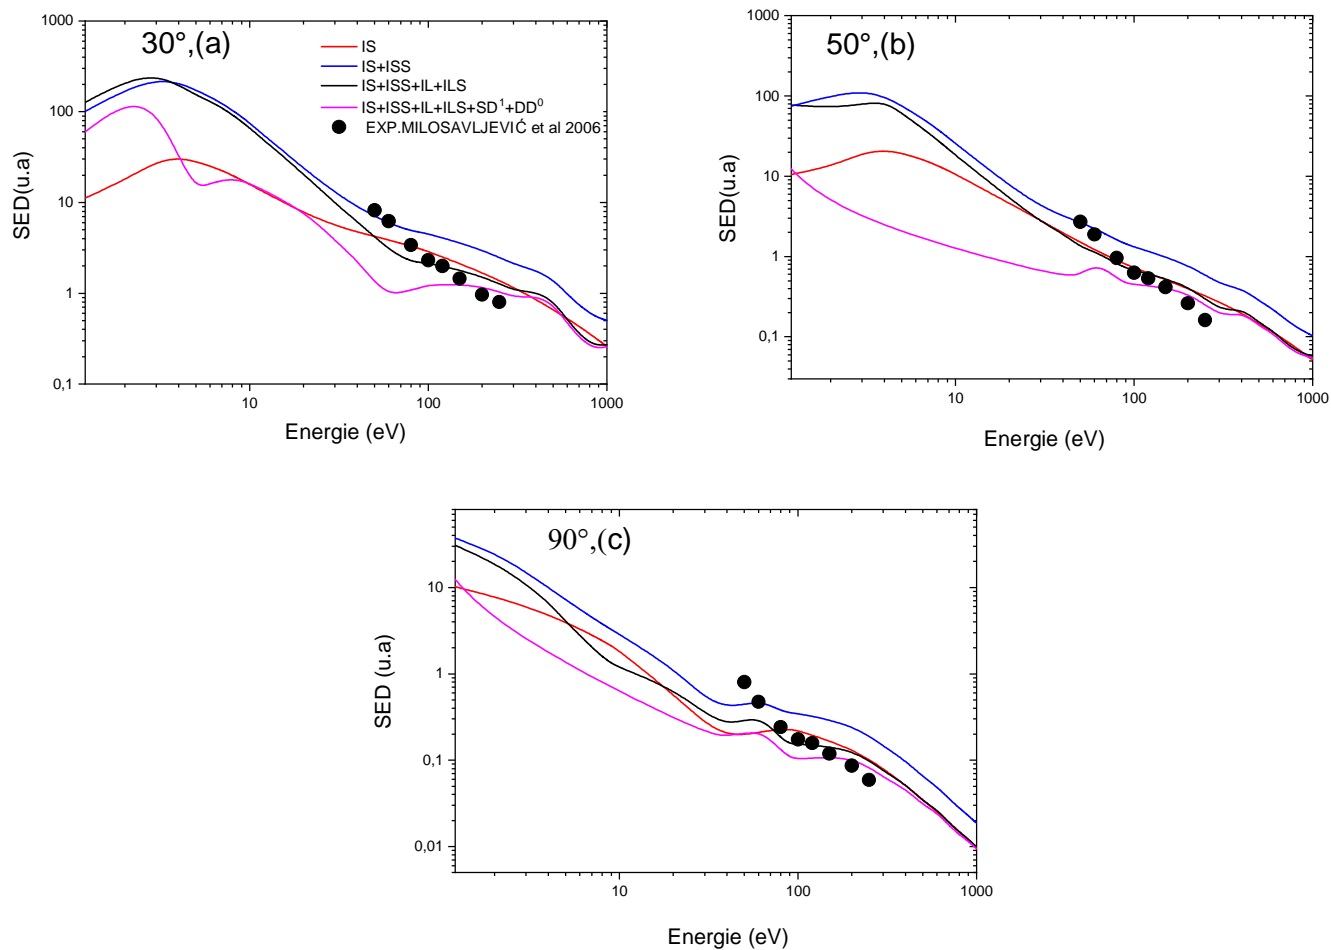 30°,(a)
IS
IS+ISS
IS+ISS+IL+ILS
IS+ISS+IL+ILS+SD¹+DD⁰
EXP.MILOSAVLJEVIĆ et al 2006
1000
100
10
1
0,1
SED(u.a)
10
100
1000
Energie (eV)
50°,(b)
1000
100
10
1
0,1
SED(u.a)
10
100
1000
Energie (eV)
90°,(c)
10
1
0,1
0,01
SED (u.a)
10
100
1000
Energie (eV)